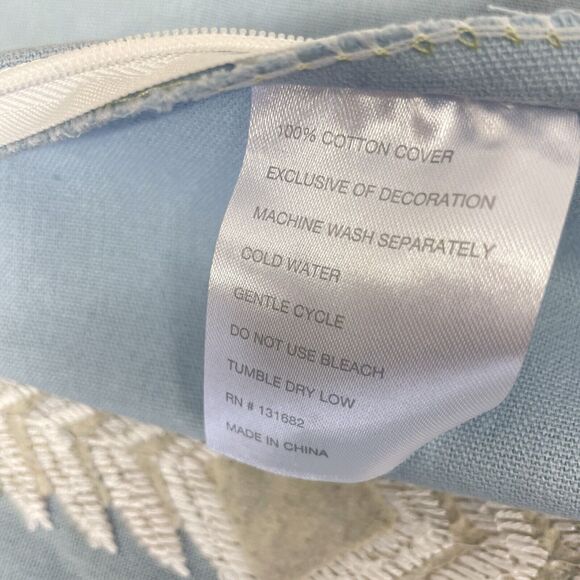 100% COTTON COVER
EXCLUSIVE OF DECORATION
MACHINE WASH SEPARATELY
COLD WATER
GENTLE CYCLE
DO NOT USE BLEACH
TUMBLE DRY LOW
RN # 131682
MADE IN CHINA